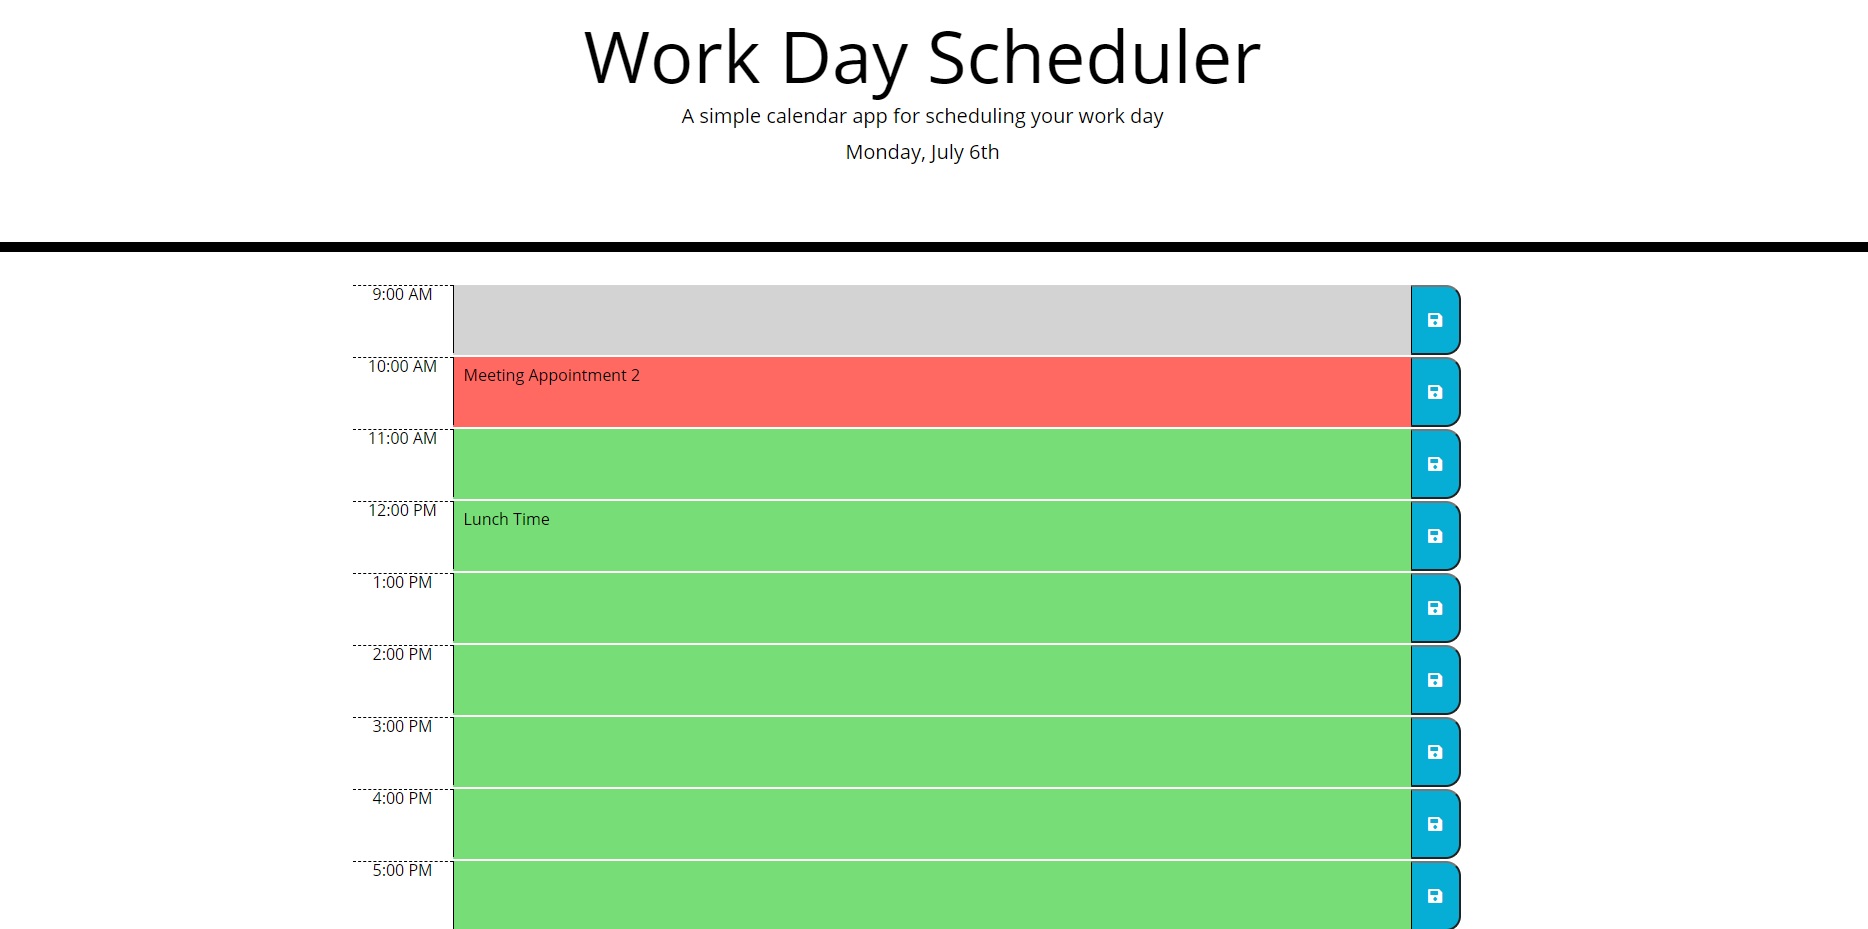 Work Day Scheduler
A simple calendar app for scheduling your work day
Monday, July 6th
9:00 AM
10:00 AM Meeting Appointment 2
11:00 AM
12:00 PM Lunch Time
1:00 PM
2:00 PM
3:00 PM
4:00 PM
5:00 PM